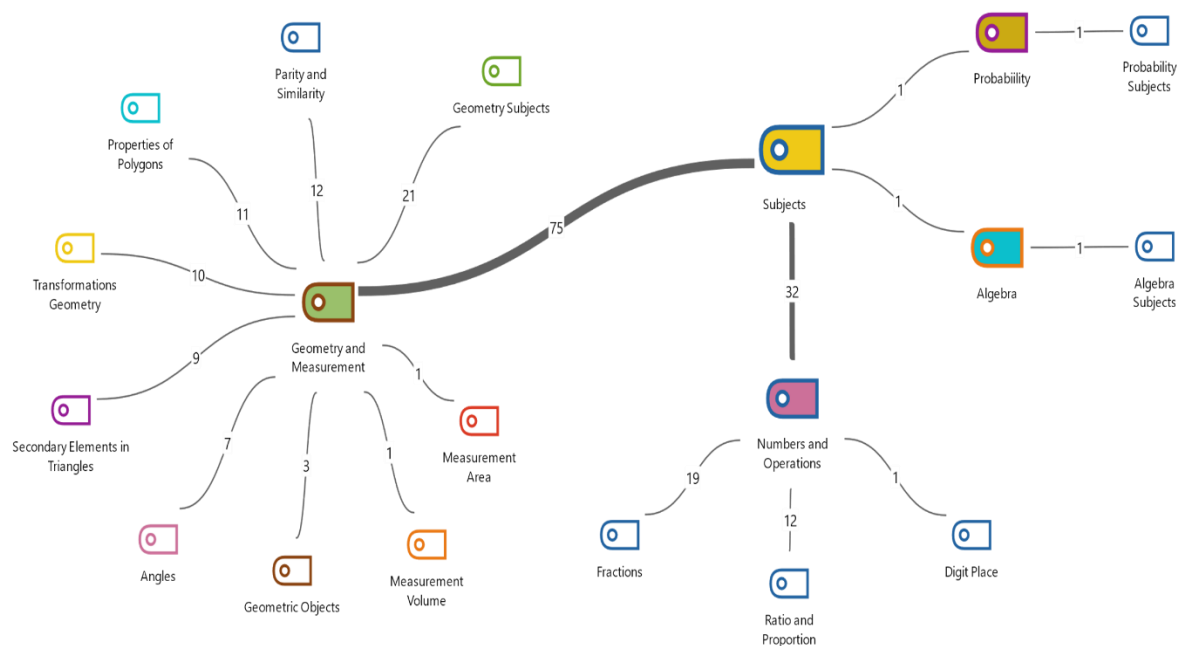 Parity and
Similarity
12
Geometry Subjects
21
Properties of
Polygons
11
Transformations
Geometry
10
Secondary Elements in
Triangles
9
Geometry and
Measurement
7
Angles
3
Geometric Objects
1
Measurement
Volume
1
Measurement
Area
75
Subjects
1
Probabiility
1
Probability
Subjects
1
Algebra
1
Algebra
Subjects
32
Numbers and
Operations
19
Fractions
12
Ratio and
Proportion
1
Digit Place